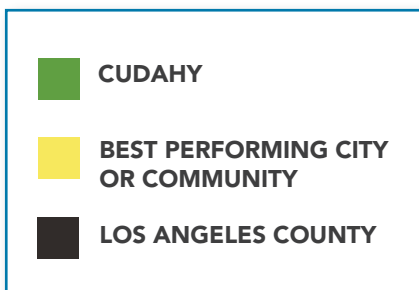 CUDAHY
BEST PERFORMING CITY
OR COMMUNITY
LOS ANGELES COUNTY